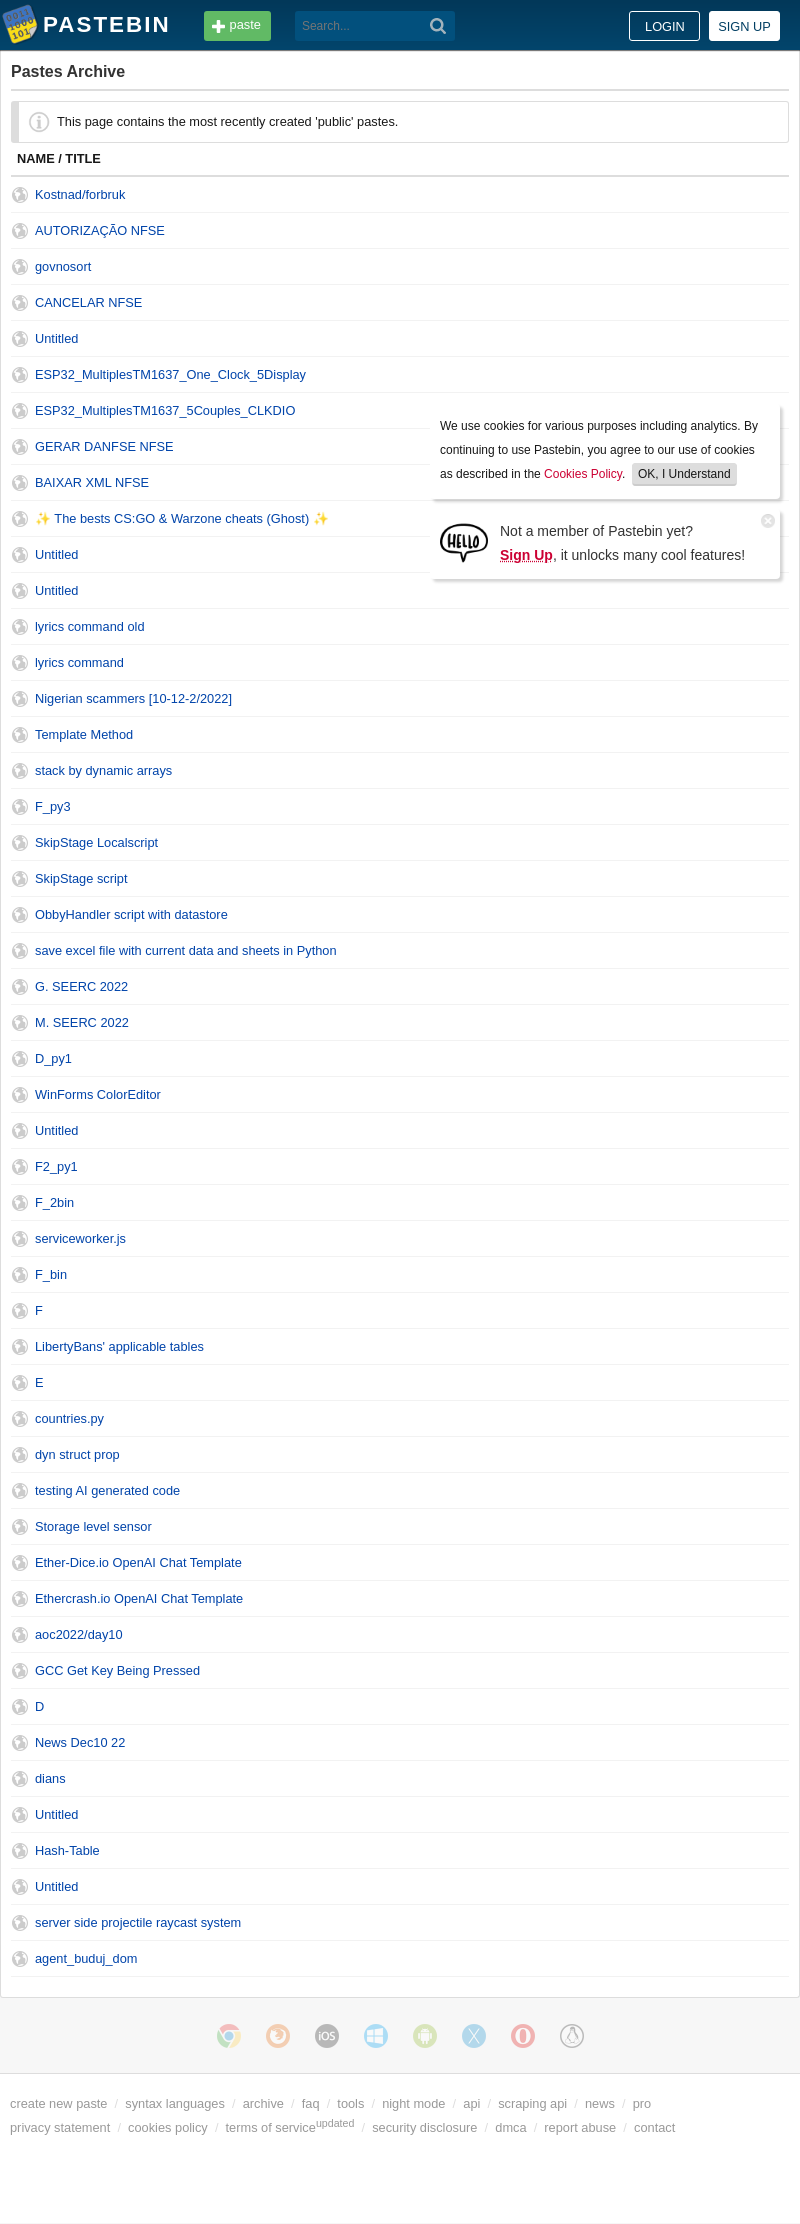 PASTEBIN paste Search... LOGIN SIGN UP
Pastes Archive
This page contains the most recently created 'public' pastes.
NAME / TITLE
Kostnad/forbruk
AUTORIZAÇÃO NFSE
govnosort
CANCELAR NFSE
Untitled
ESP32_MultiplesTM1637_One_Clock_5Display
ESP32_MultiplesTM1637_5Couples_CLKDIO
GERAR DANFSE NFSE
BAIXAR XML NFSE
✨ The bests CS:GO & Warzone cheats (Ghost) ✨
Untitled
Untitled
lyrics command old
lyrics command
Nigerian scammers [10-12-2/2022]
Template Method
stack by dynamic arrays
F_py3
SkipStage Localscript
SkipStage script
ObbyHandler script with datastore
save excel file with current data and sheets in Python
G. SEERC 2022
M. SEERC 2022
D_py1
WinForms ColorEditor
Untitled
F2_py1
F_2bin
serviceworker.js
F_bin
F
LibertyBans' applicable tables
E
countries.py
dyn struct prop
testing AI generated code
Storage level sensor
Ether-Dice.io OpenAI Chat Template
Ethercrash.io OpenAI Chat Template
aoc2022/day10
GCC Get Key Being Pressed
D
News Dec10 22
dians
Untitled
Hash-Table
Untitled
server side projectile raycast system
agent_buduj_dom
We use cookies for various purposes including analytics. By
continuing to use Pastebin, you agree to our use of cookies
as described in the Cookies Policy. OK, I Understand
HELLO
Not a member of Pastebin yet?
Sign Up, it unlocks many cool features!
iOS
create new paste / syntax languages / archive / faq / tools / night mode / api / scraping api / news / pro
privacy statement / cookies policy / terms of serviceupdated / security disclosure / dmca / report abuse / contact